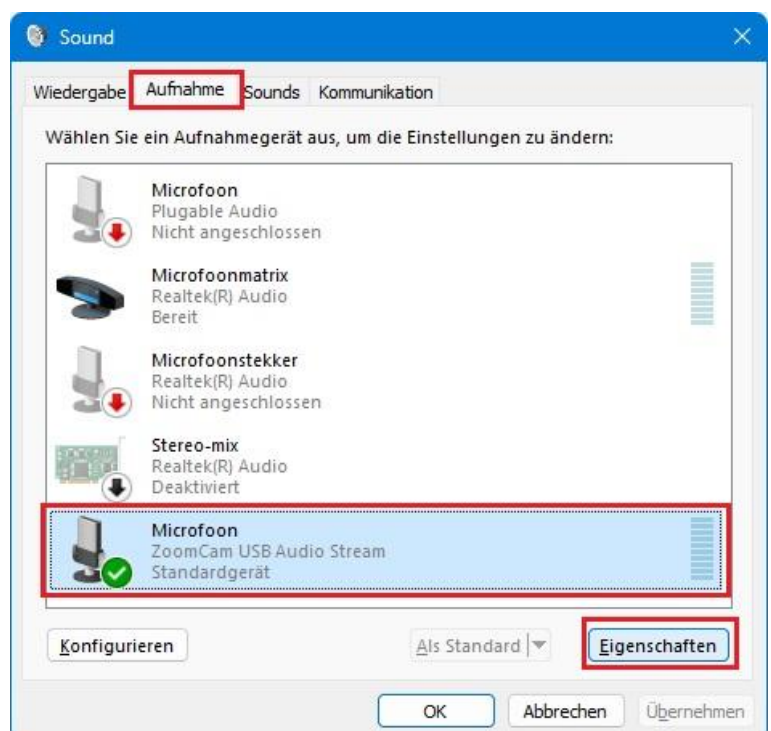 Sound
Wiedergabe Aufnahme Sounds Kommunikation
Wählen Sie ein Aufnahmegerät aus, um die Einstellungen zu ändern:
Microfoon
Plugable Audio
Nicht angeschlossen
Microfoonmatrix
Realtek(R) Audio
Bereit
Microfoonstekker
Realtek(R) Audio
Nicht angeschlossen
Stereo-mix
Realtek(R) Audio
Deaktiviert
Microfoon
ZoomCam USB Audio Stream
Standardgerät
Konfigurieren Als Standard Eigenschaften
OK Abbrechen Übernehmen